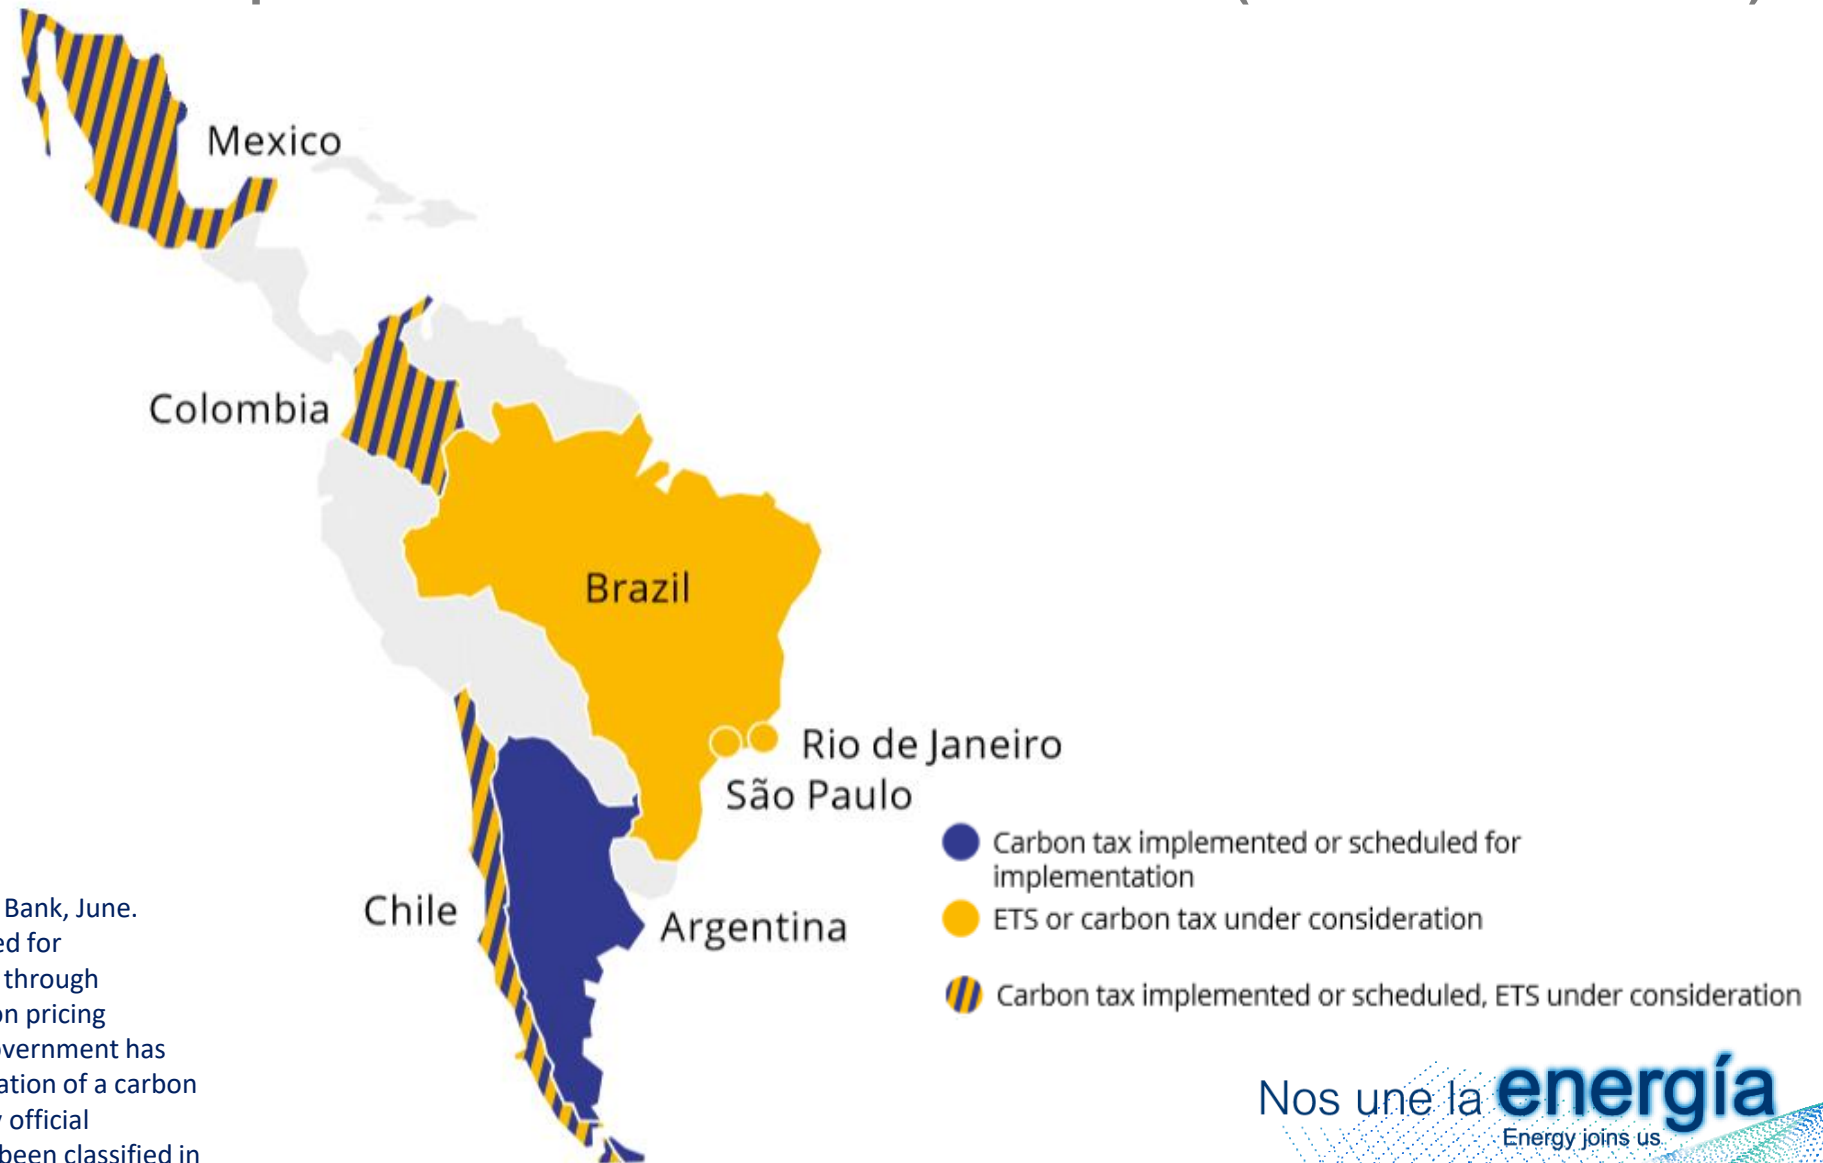 Mexico
Colombia
Brazil
Rio de Janeiro
São Paulo
Chile
Argentina
Carbon tax implemented or scheduled for
implementation
ETS or carbon tax under consideration
Carbon tax implemented or scheduled, ETS under consideration
Bank, June.
ed for
through
on pricing
overnment has
ation of a carbon
official
been classified in
Nos une la energía
Energy joins us